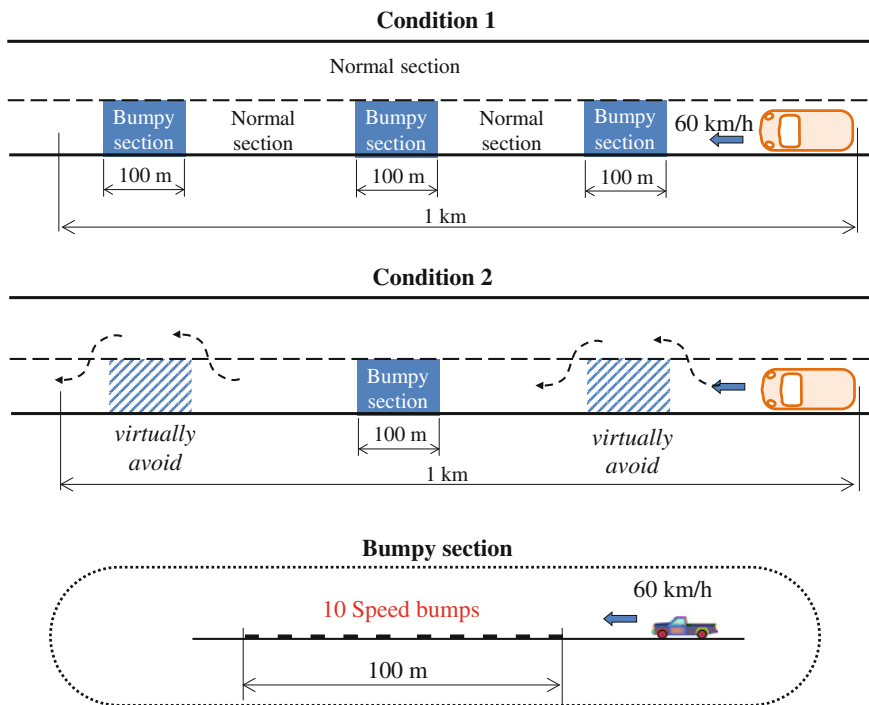 Condition 1
Normal section
Bumpy section
Normal section
Bumpy section
Normal section
Bumpy section
60 km/h
100 m
100 m
100 m
1 km
Condition 2
Bumpy section
virtually avoid
100 m
virtually avoid
1 km
Bumpy section
60 km/h
10 Speed bumps
100 m